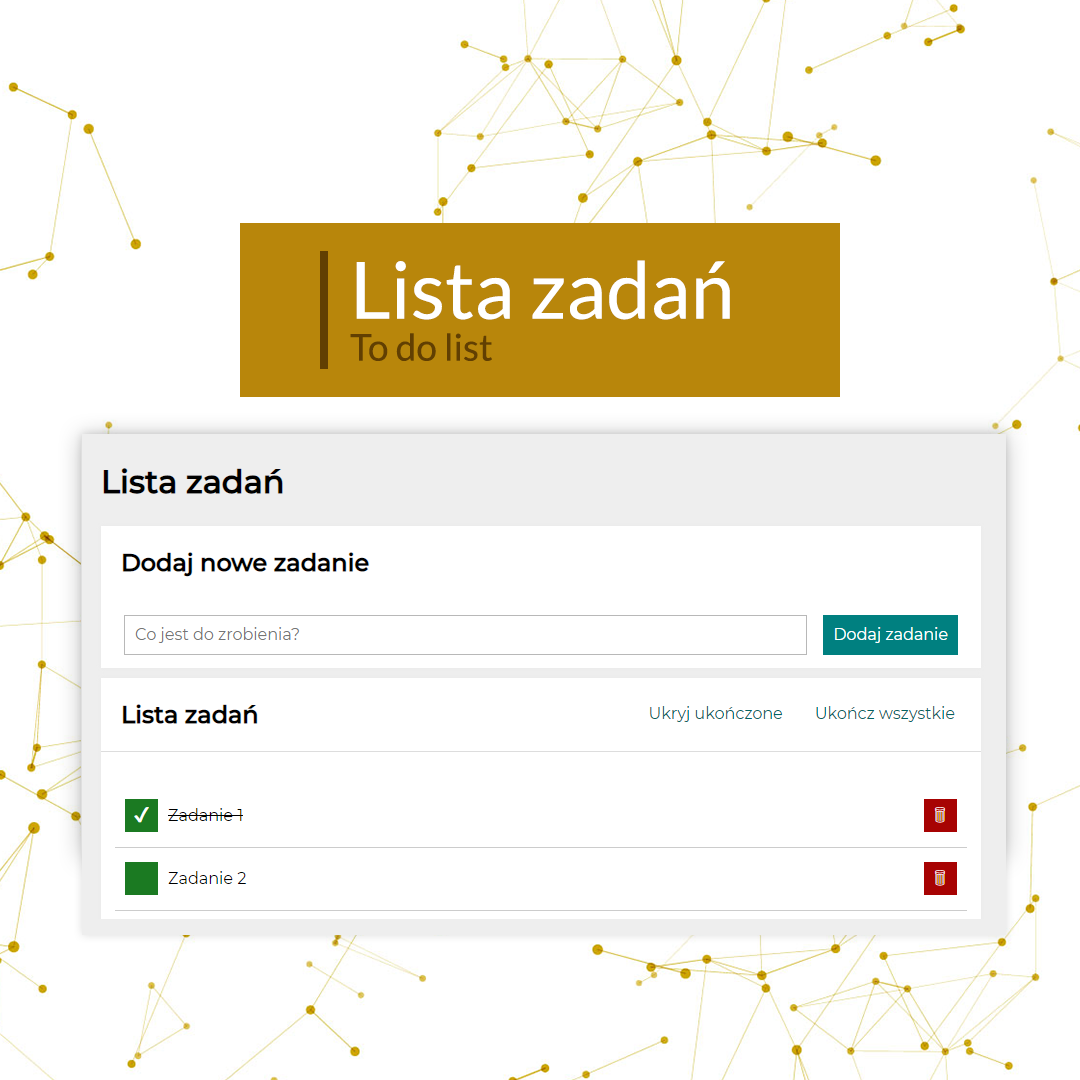 Lista zadań
To do list
Lista zadań
Dodaj nowe zadanie
Co jest do zrobienia?
Dodaj zadanie
Lista zadań
Ukryj ukończone
Ukończ wszystkie
Zadanie 1
Zadanie 2